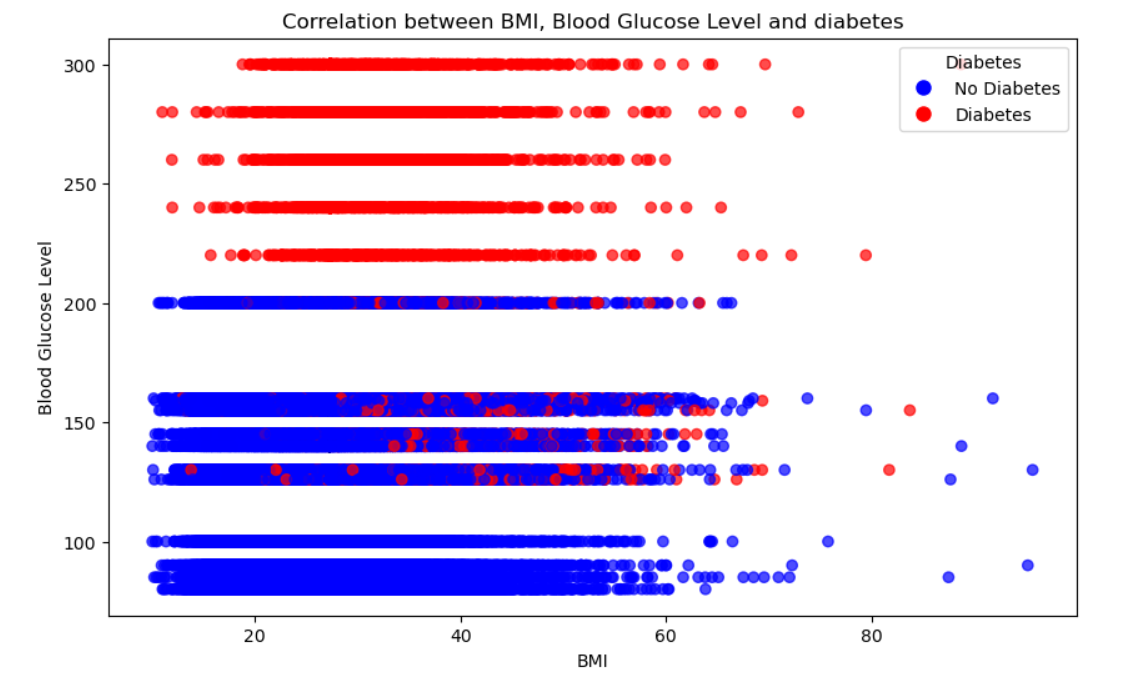 Correlation between BMI, Blood Glucose Level and diabetes
Diabetes
No Diabetes
Diabetes
300
250
200
150
100
Blood Glucose Level
20 40 60 80
BMI